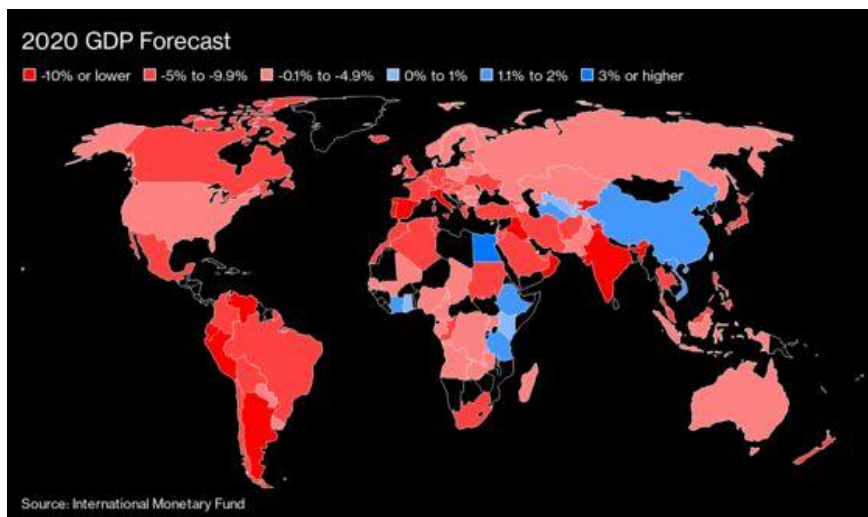 2020 GDP Forecast
-10% or lower -5% to -9.9% -0.1% to -4.9% 0% to 1% 1.1% to 2% 3% or higher
Source: International Monetary Fund